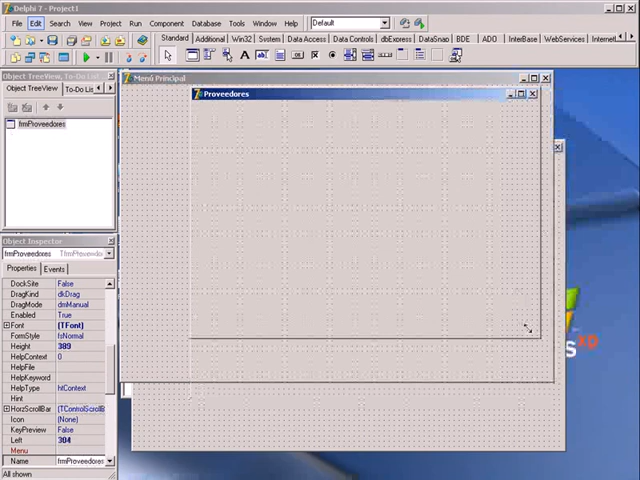 Delphi 7 - Project1
File Edit Search View Project Run Component Database Tools Window Help
Default
Standard Additional Win32 System Data Access Data Controls dbExpress DataSnap BDE ADO InterBase WebServices
Object TreeView, To-Do List
Object TreeView To-Do Lis
frmProveedores
Menú Principal
Proveedores
Object Inspector
frmProveedores TfrmProveedo
Properties Events
DockSite False
DragKind dkDrag
DragMode dmManual
Enabled True
Font (TFont)
FormStyle fsNormal
Height 389
HelpContext 0
HelpFile
HelpKeyword
HelpType htContext
Hint
HorzScrollBar (TControlScrollB
Icon (None)
KeyPreview False
Left 304
Menu
Name frmProveedores
All shown